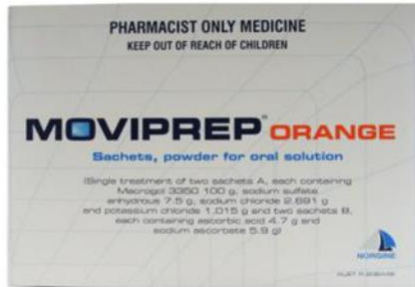 PHARMACIST ONLY MEDICINE
KEEP OUT OF REACH OF CHILDREN
MOVIPREP® ORANGE
Sachets, powder for oral solution
(Single treatment of two sachets A, each containing
Macrogol 3350 100 g, sodium sulfate
anhydrous 7.5 g, sodium chloride 2.691 g
and potassium chloride 1.015 g and two sachets B,
each containing ascorbic acid 4.7 g and
sodium ascorbate 5.9 g)
NORGINE
AUST R